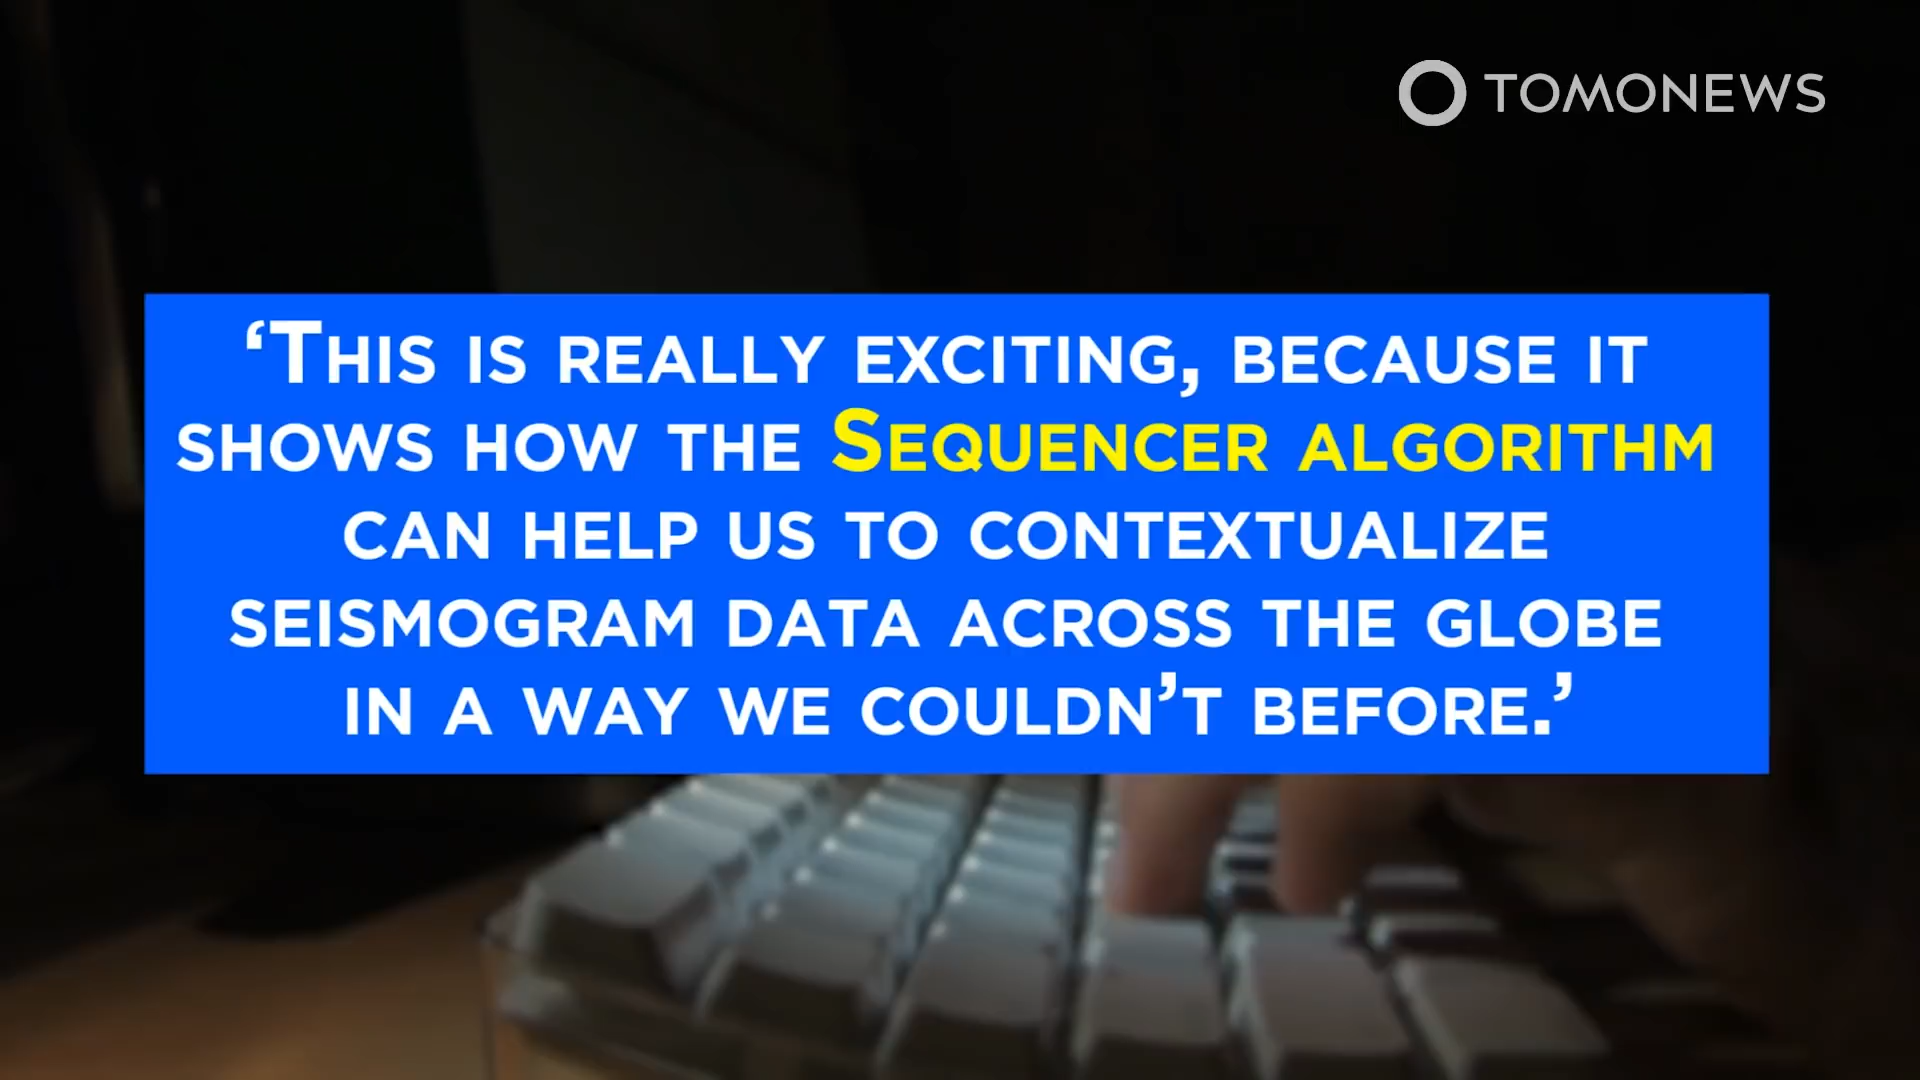 TOMONEWS
‘THIS IS REALLY EXCITING, BECAUSE IT
SHOWS HOW THE SEQUENCER ALGORITHM
CAN HELP US TO CONTEXTUALIZE
SEISMOGRAM DATA ACROSS THE GLOBE
IN A WAY WE COULDN’T BEFORE.’